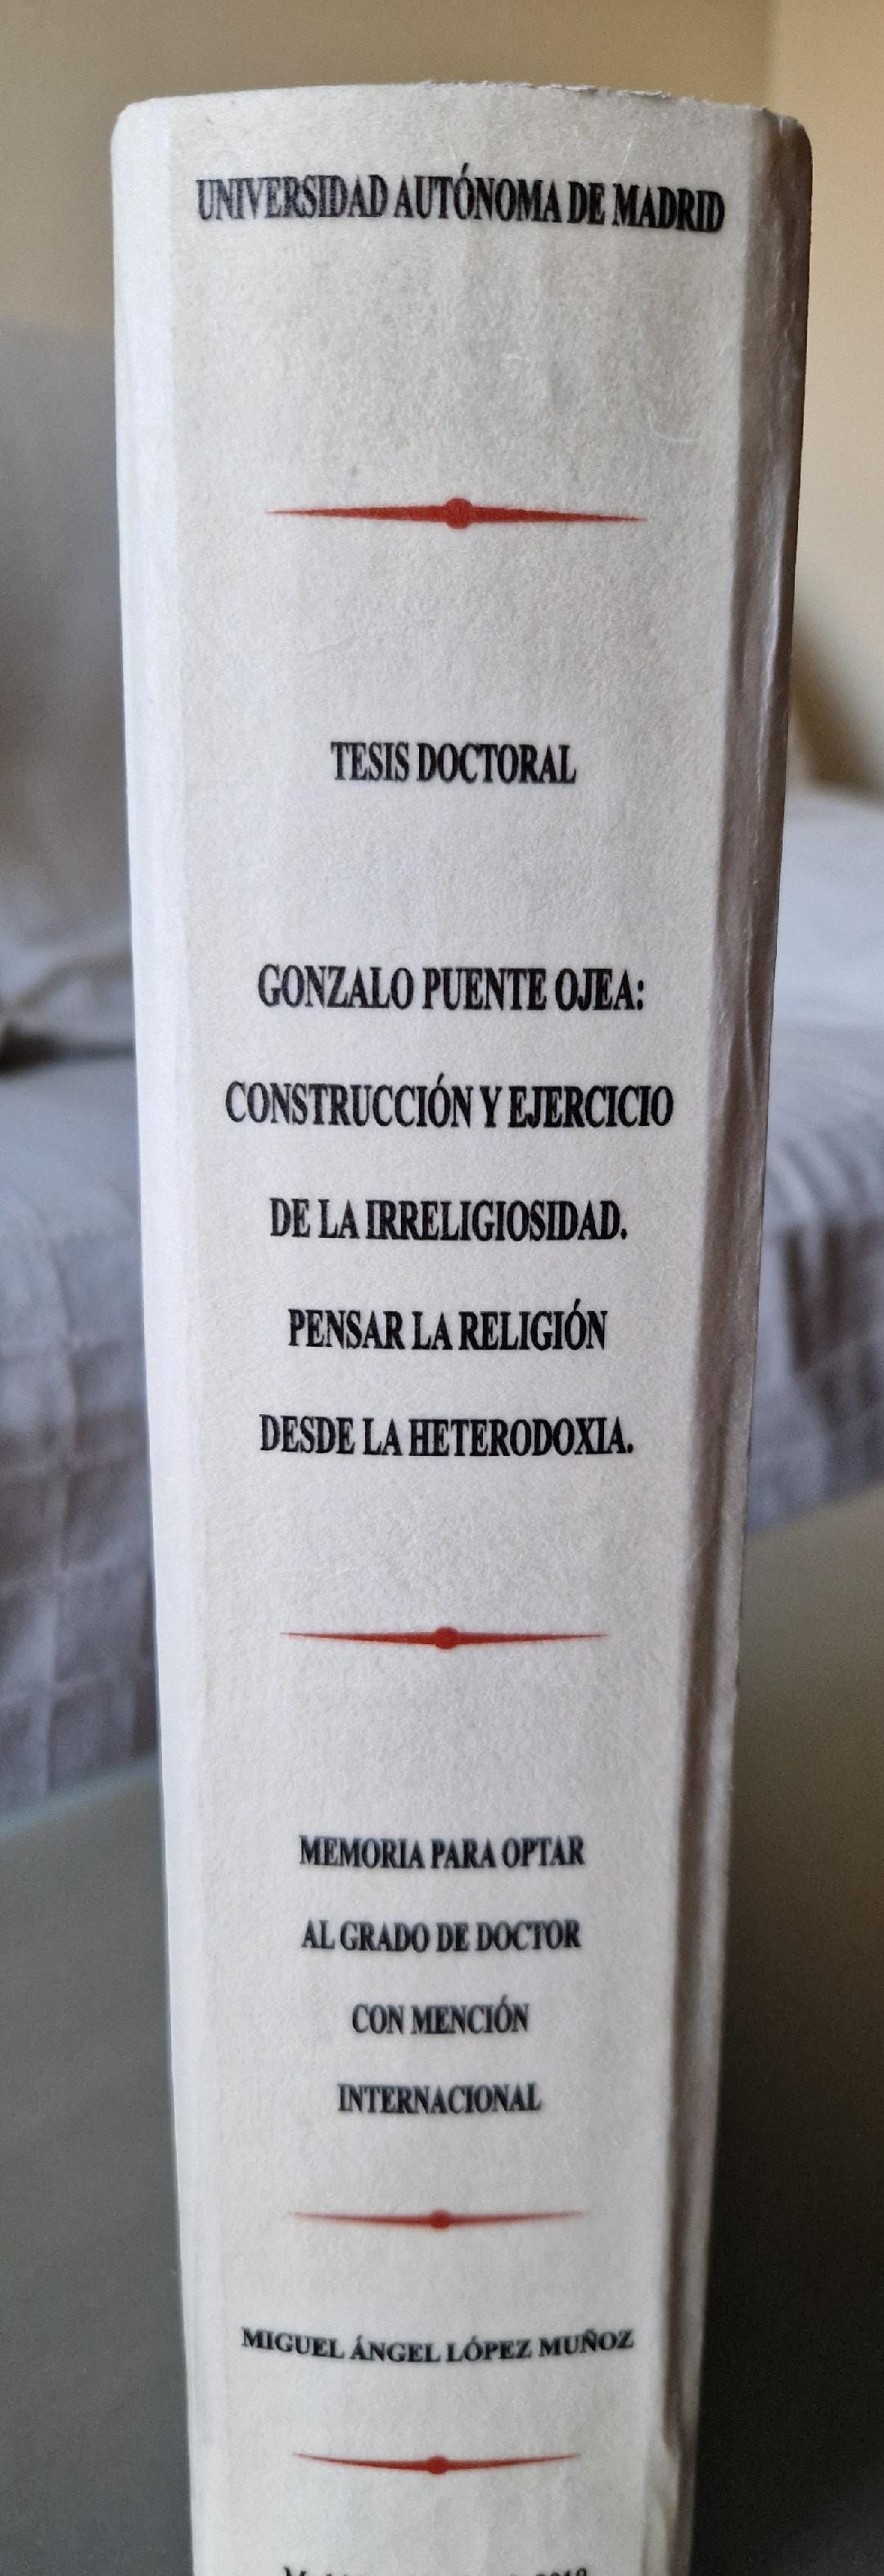 UNIVERSIDAD AUTÓNOMA DE MADRID
TESIS DOCTORAL
GONZALO PUENTE OJEA:
CONSTRUCCIÓN Y EJERCICIO
DE LA IRRELIGIOSIDAD.
PENSAR LA RELIGIÓN
DESDE LA HETERODOXIA.
MEMORIA PARA OPTAR
AL GRADO DE DOCTOR
CON MENCIÓN
INTERNACIONAL
MIGUEL ÁNGEL LÓPEZ MUÑOZ